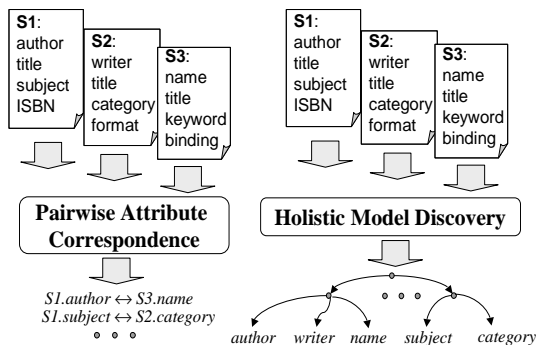 S1:
author
title
subject
ISBN
S2:
writer
title
category
format
S3:
name
title
keyword
binding
Pairwise Attribute
Correspondence
S1.author ↔ S3.name
S1.subject ↔ S2.category
S1:
author
title
subject
ISBN
S2:
writer
title
category
format
S3:
name
title
keyword
binding
Holistic Model Discovery
author writer name subject category